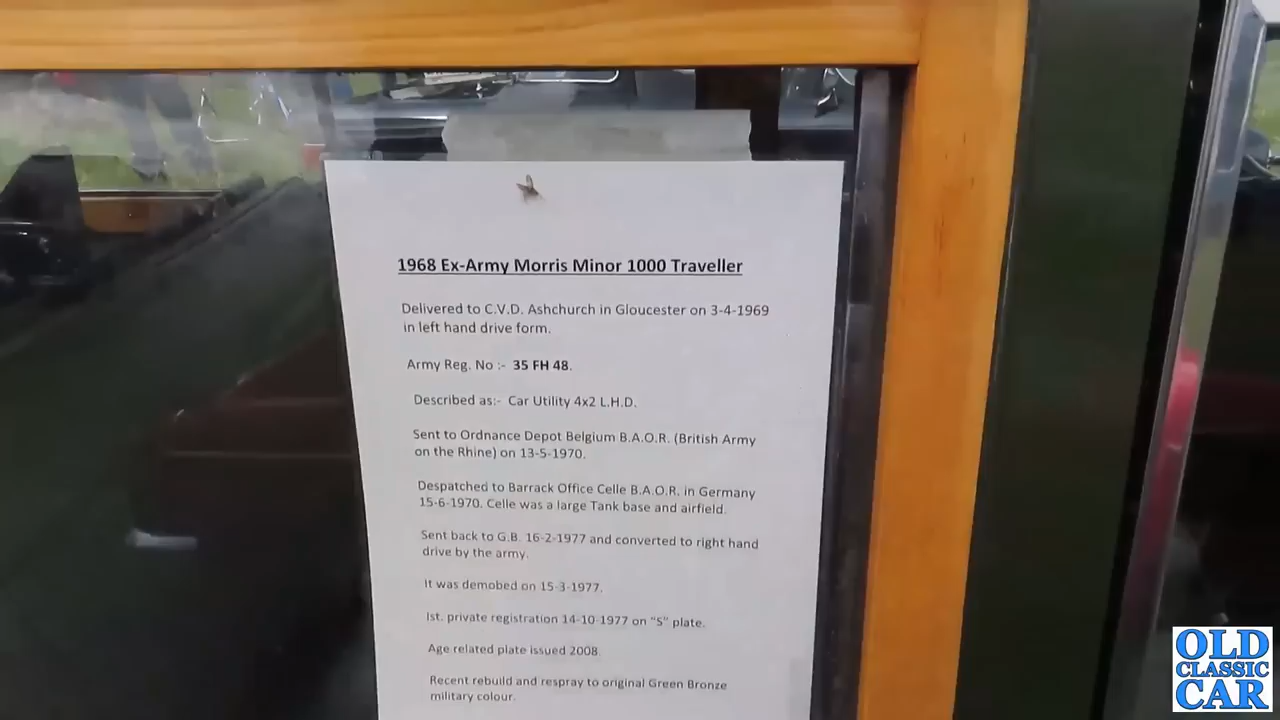 1968 Ex-Army Morris Minor 1000 Traveller
Delivered to C.V.D. Ashchurch in Gloucester on 3-4-1969
in left hand drive form.
Army Reg. No :- 35 FH 48.
Described as:- Car Utility 4x2 L.H.D.
Sent to Ordnance Depot Belgium B.A.O.R. (British Army
on the Rhine) on 13-5-1970.
Despatched to Barrack Office Celle B.A.O.R. in Germany
15-6-1970. Celle was a large Tank base and airfield.
Sent back to G.B. 16-2-1977 and converted to right hand
drive by the army.
It was demobed on 15-3-1977.
Ist. private registration 14-10-1977 on "S" plate.
Age related plate issued 2008.
Recent rebuild and respray to original Green Bronze
military colour.
OLD
CLASSIC
CAR